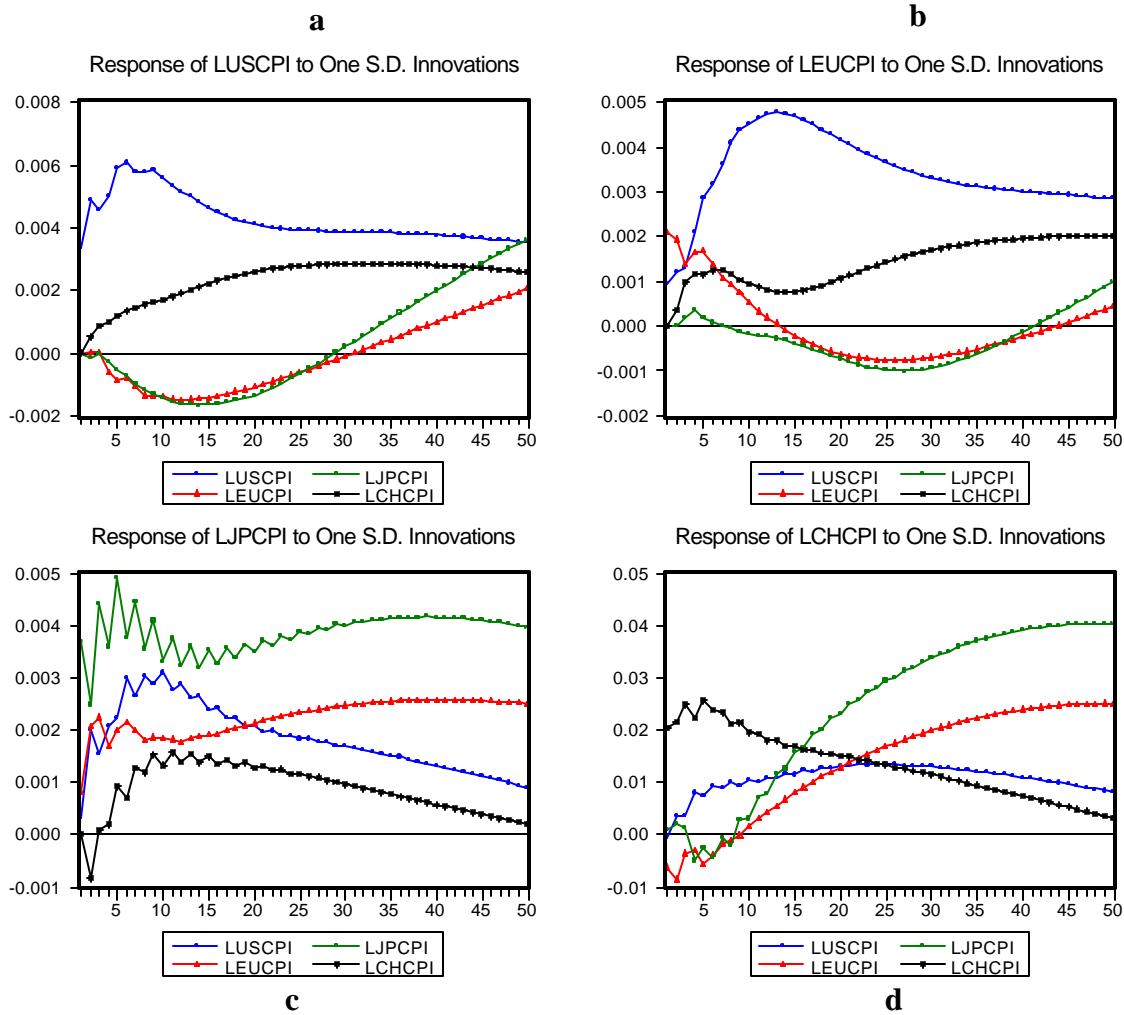 a
b
Response of LUSCPI to One S.D. Innovations
Response of LEUCPI to One S.D. Innovations
0.008
0.006
0.004
0.002
0.000
-0.002
5 10 15 20 25 30 35 40 45 50
LUSCPI LJPCPI
LEUCPI LCHCPI
0.005
0.004
0.003
0.002
0.001
0.000
-0.001
-0.002
5 10 15 20 25 30 35 40 45 50
LUSCPI LJPCPI
LEUCPI LCHCPI
Response of LJPCPI to One S.D. Innovations
Response of LCHCPI to One S.D. Innovations
0.005
0.004
0.003
0.002
0.001
0.000
-0.001
5 10 15 20 25 30 35 40 45 50
LUSCPI LJPCPI
LEUCPI LCHCPI
0.05
0.04
0.03
0.02
0.01
0.00
-0.01
5 10 15 20 25 30 35 40 45 50
LUSCPI LJPCPI
LEUCPI LCHCPI
c
d